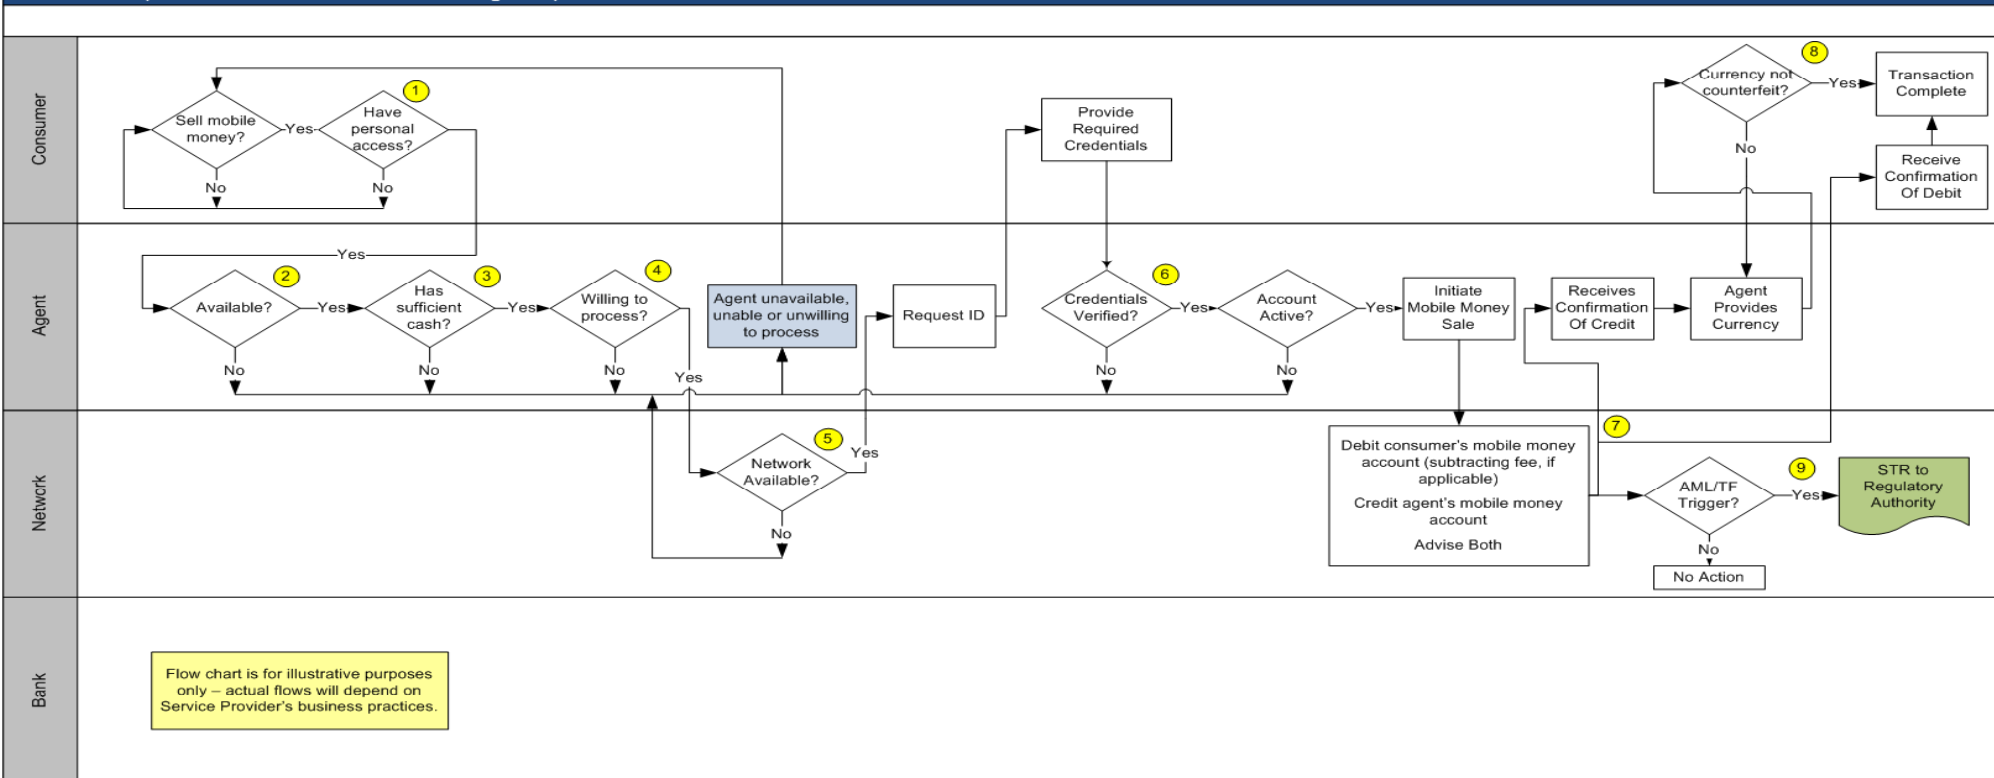 Consumer
Sell mobile
money?
Yes
No
1
Have
personal
access?
No
Yes
Provide
Required
Credentials
8
Currency not
counterfeit?
Yes
No
Transaction
Complete
Receive
Confirmation
Of Debit
Agent
2
Available?
Yes
No
3
Has
sufficient
cash?
Yes
No
4
Willing to
process?
No
Yes
Agent unavailable,
unable or unwilling
to process
Request ID
6
Credentials
Verified?
Yes
No
Account
Active?
Yes
No
Initiate
Mobile Money
Sale
Receives
Confirmation
Of Credit
Agent
Provides
Currency
Network
5
Network
Available?
Yes
No
Debit consumer's mobile money
account (subtracting fee, if
applicable)
Credit agent's mobile money
account
Advise Both
7
AML/TF
Trigger?
9
Yes
No
No Action
STR to
Regulatory
Authority
Bank
Flow chart is for illustrative purposes
only – actual flows will depend on
Service Provider's business practices.